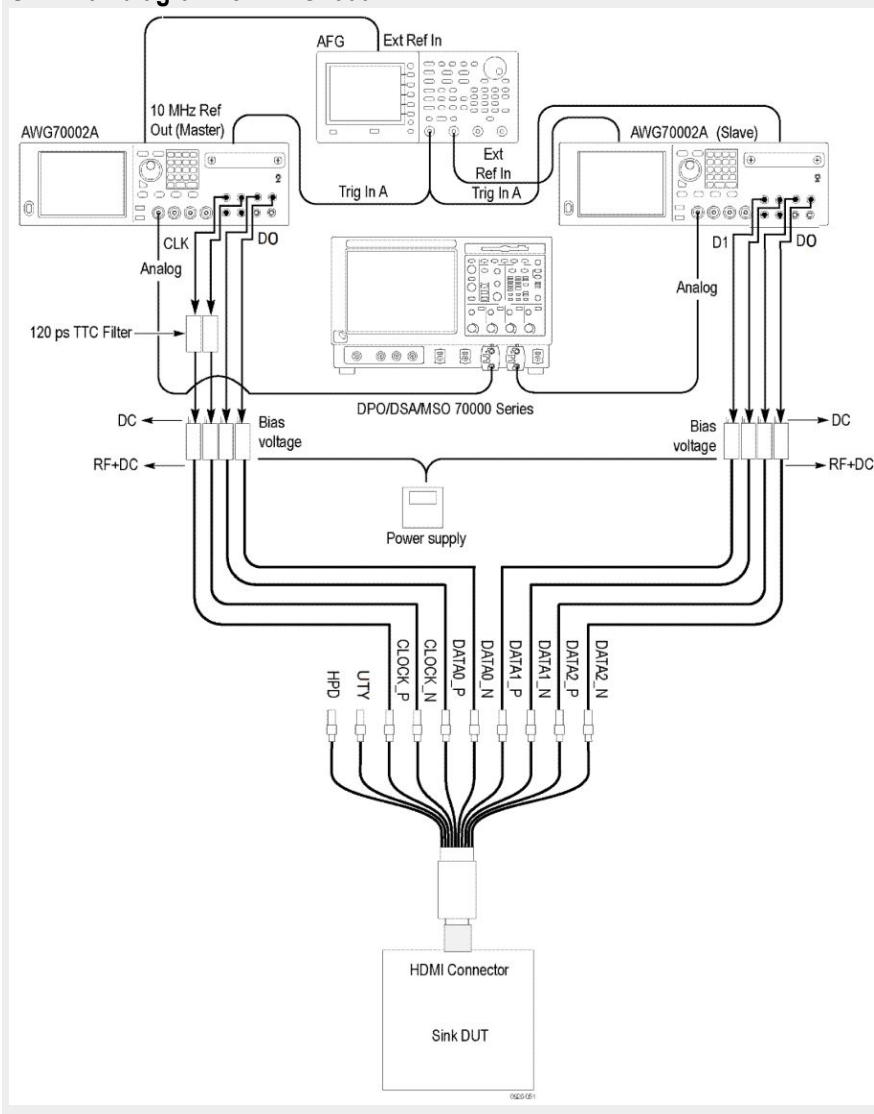 AFG
Ext Ref In
10 MHz Ref
Out (Master)
AWG70002A
AWG70002A (Slave)
Ext
Ref In
Trig In A
Trig In A
CLK
DO
D1
DO
Analog
Analog
120 ps TTC Filter
DPO/DSA/MSO 70000 Series
DC
Bias
voltage
Bias
voltage
DC
RF+DC
RF+DC
Power supply
HPD
UTY
CLOCK_P
CLOCK_N
DATA0_P
DATA0_N
DATA1_P
DATA1_N
DATA2_P
DATA2_N
HDMI Connector
Sink DUT